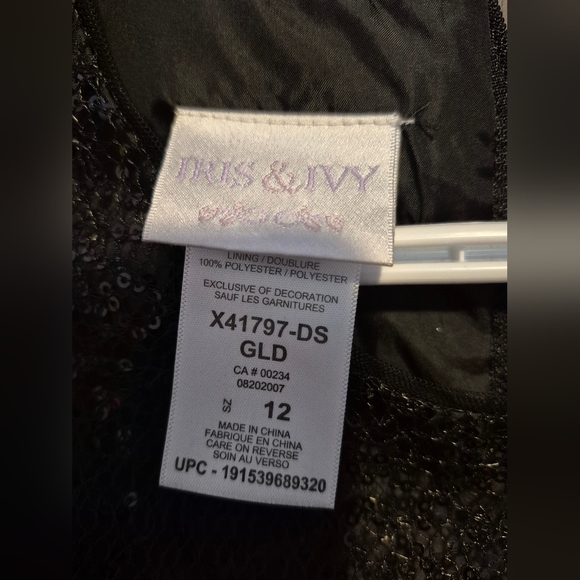 IRIS & IVY
LINING / DOUBLURE
100% POLYESTER / POLYESTER
EXCLUSIVE OF DECORATION
SAUF LES GARNITURES
X41797-DS
GLD
CA # 00234
08202007
SZ 12
MADE IN CHINA
FABRIQUE EN CHINA
CARE ON REVERSE
SOIN AU VERSO
UPC - 191539689320